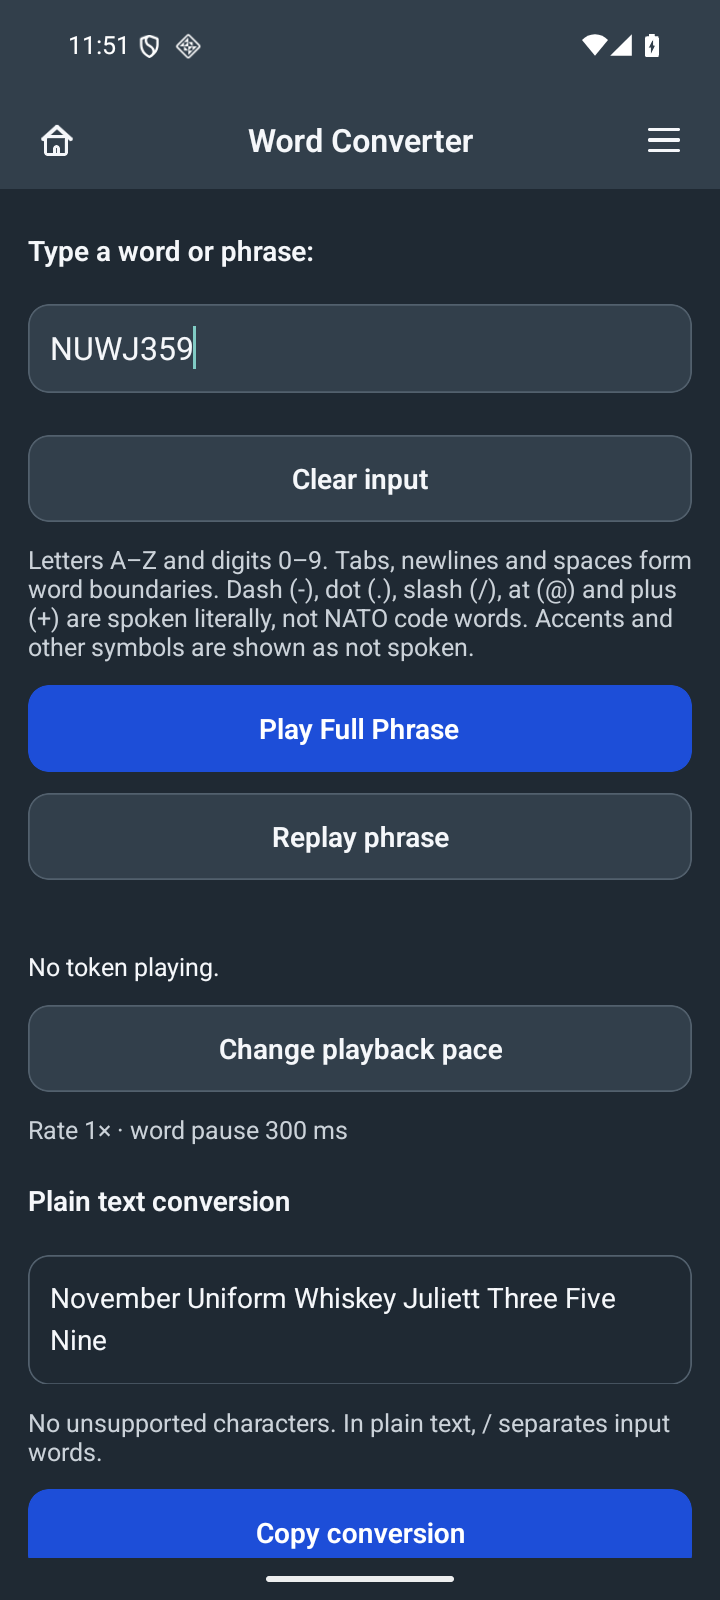 11:51
Word Converter
Type a word or phrase:
NUWJ359
Clear input
Letters A–Z and digits 0–9. Tabs, newlines and spaces form
word boundaries. Dash (-), dot (.), slash (/), at (@) and plus
(+) are spoken literally, not NATO code words. Accents and
other symbols are shown as not spoken.
Play Full Phrase
Replay phrase
No token playing.
Change playback pace
Rate 1× · word pause 300 ms
Plain text conversion
November Uniform Whiskey Juliett Three Five
Nine
No unsupported characters. In plain text, / separates input
words.
Copy conversion